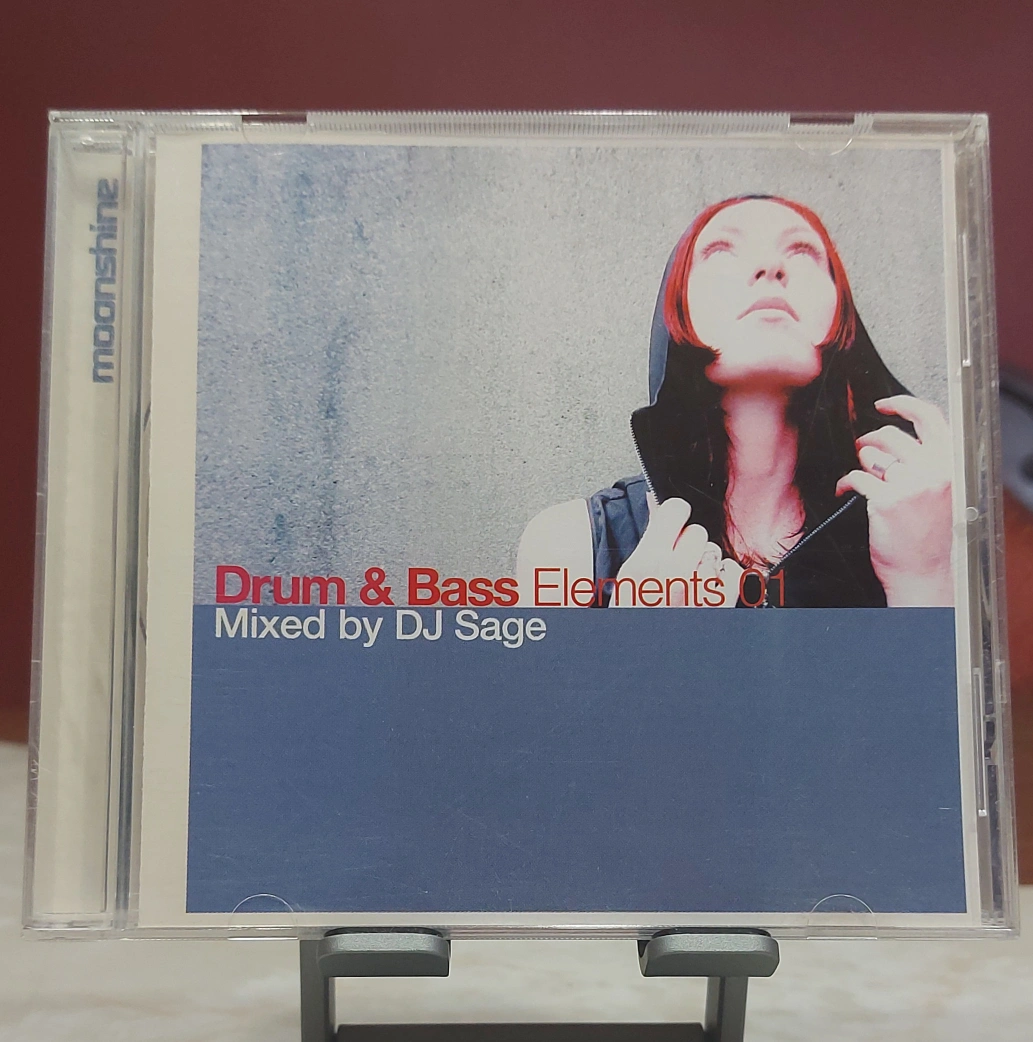 moonshine
Drum & Bass Elements 01
Mixed by DJ Sage